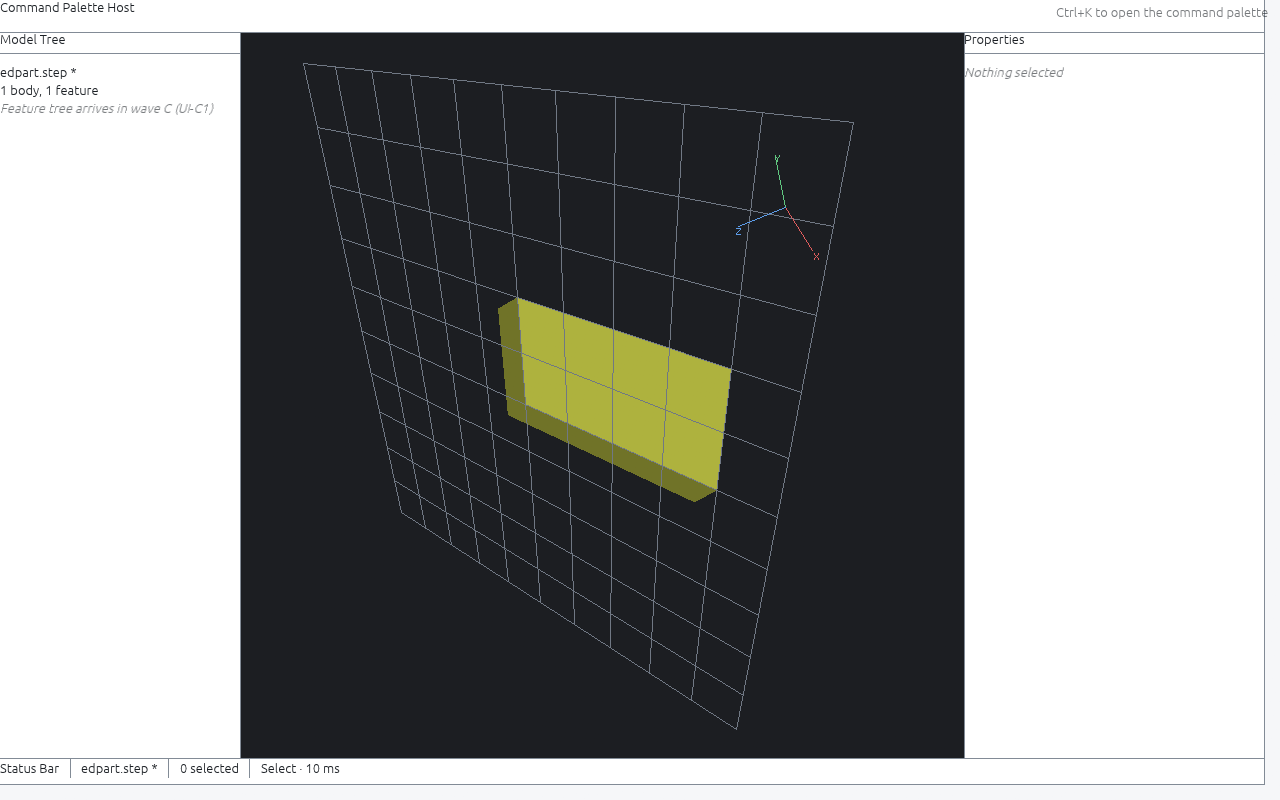 Command Palette Host
Ctrl+K to open the command palette
Model Tree
edpart.step *
1 body, 1 feature
Feature tree arrives in wave C (UI-C1)
Y
Z
X
Properties
Nothing selected
Status Bar
edpart.step *
0 selected
Select · 10 ms